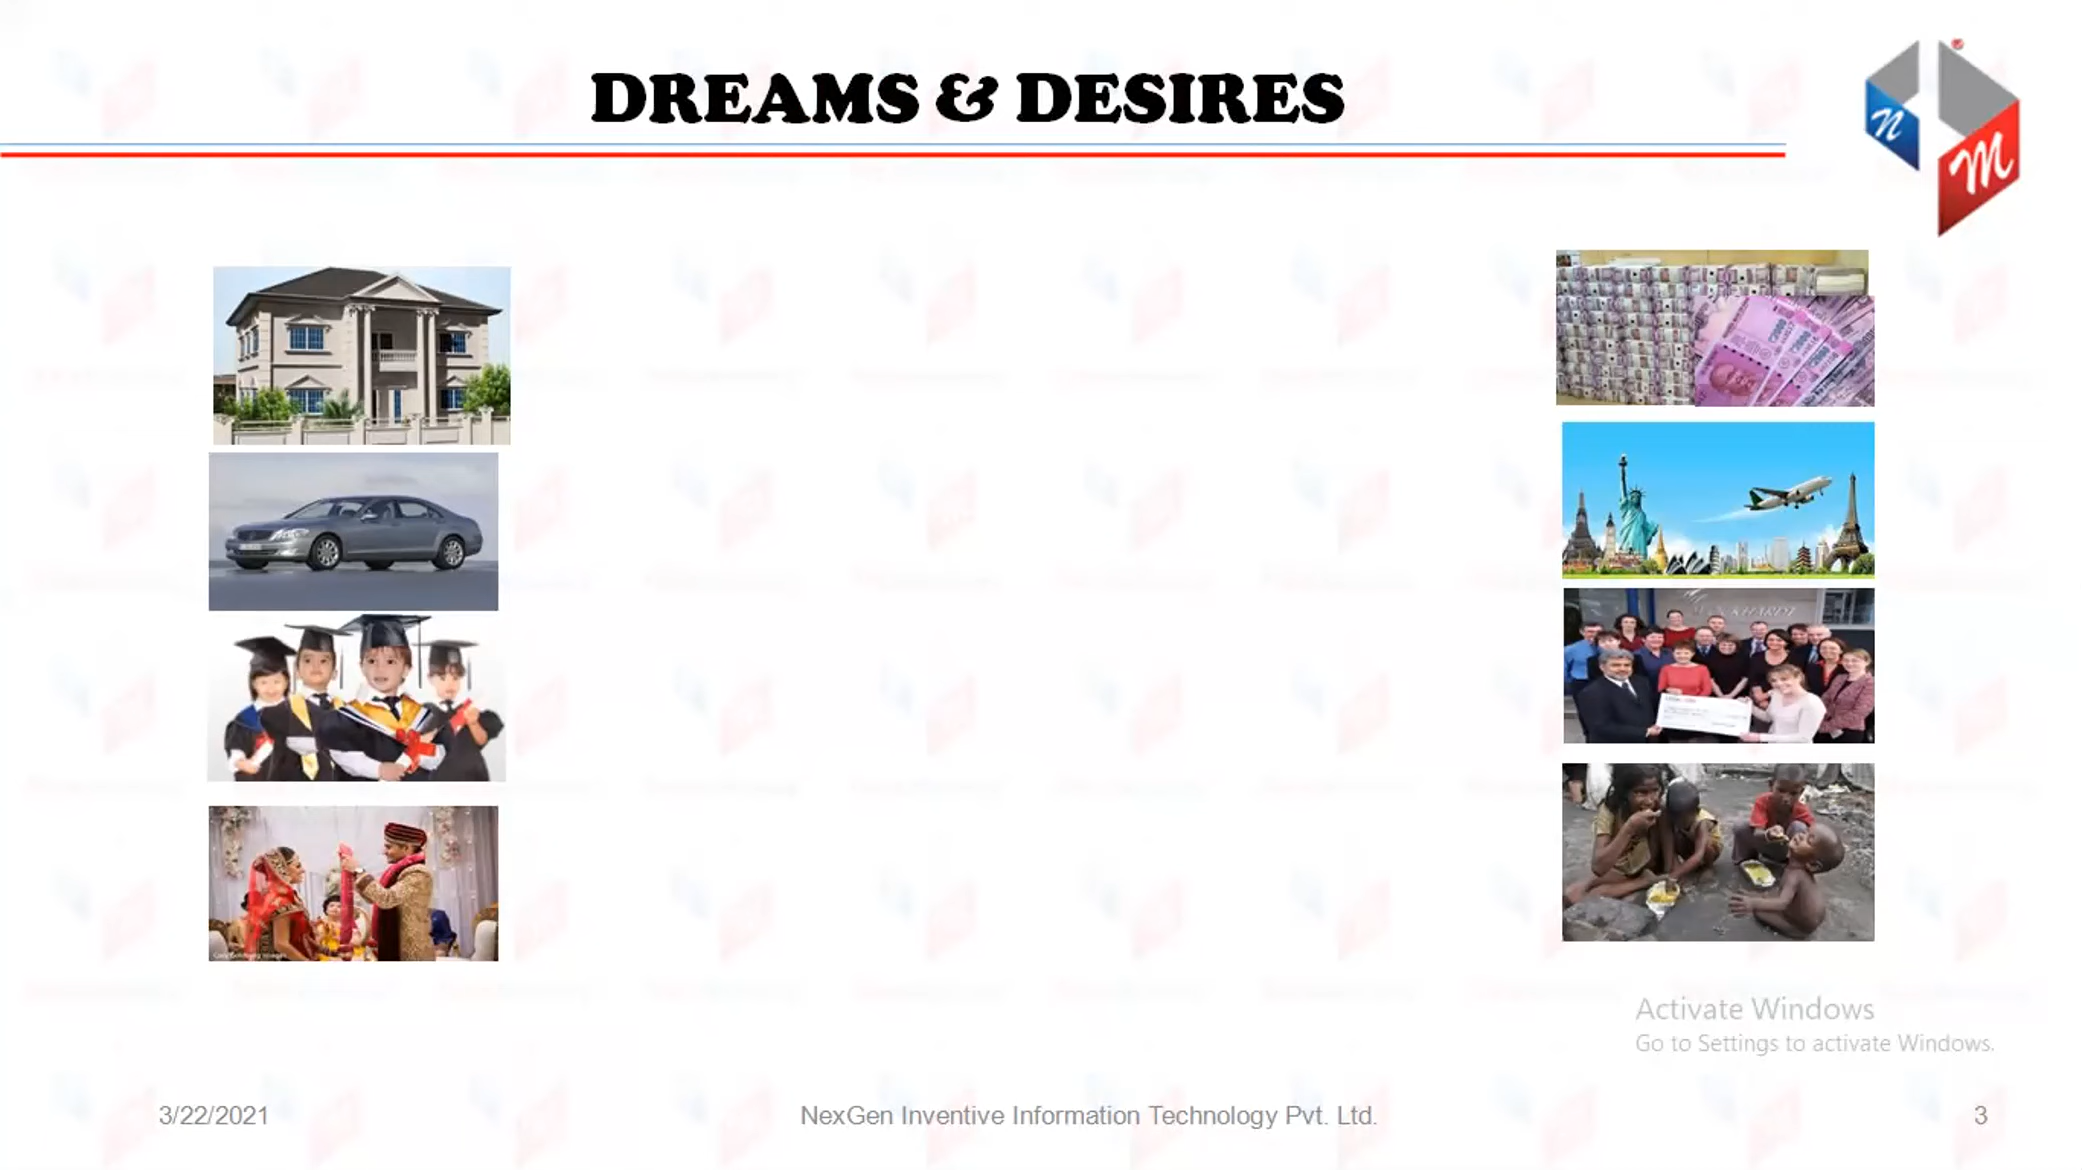 DREAMS & DESIRES
n
m
Activate Windows
Go to Settings to activate Windows.
3/22/2021
NexGen Inventive Information Technology Pvt. Ltd.
3